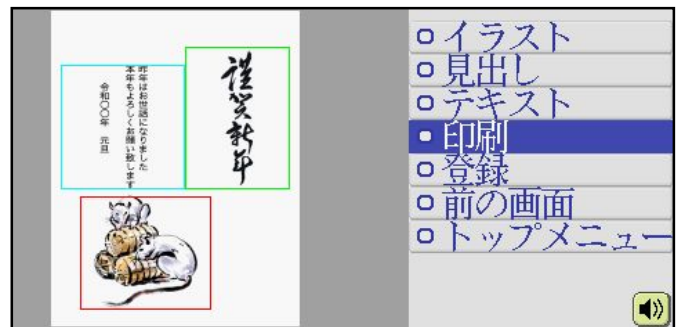 謹賀新年
昨年はお世話になりました
本年もよろしくお願い致します
令和〇〇年 元旦
イラスト
見出し
テキスト
印刷
登録
前の画面
トップメニュー